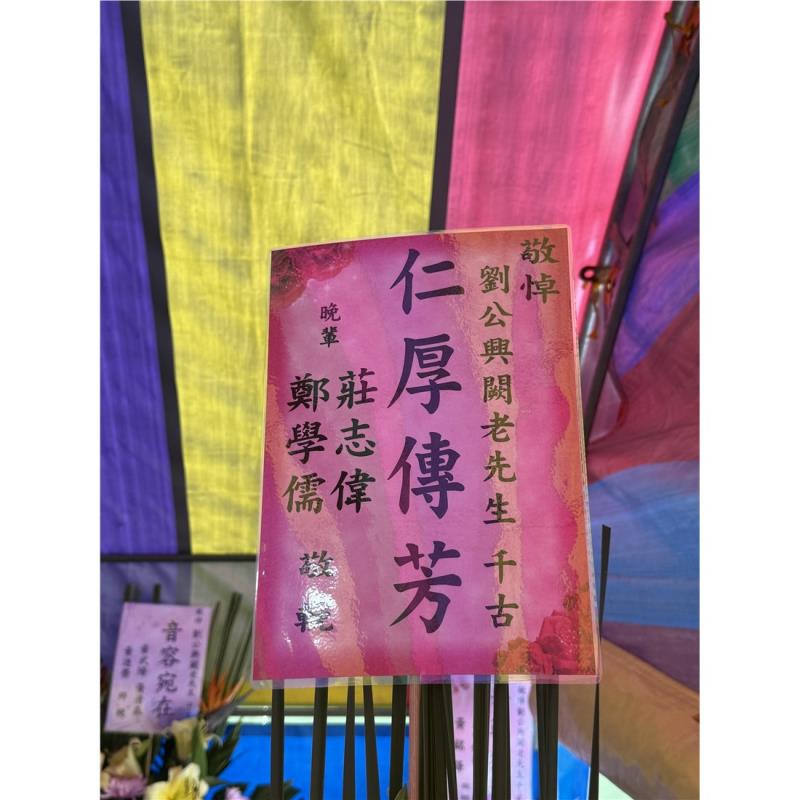 敬悼
劉公興闕老先生 千古
仁厚傳芳
晚輩
莊志偉
鄭學儒
敬輓
音容宛在